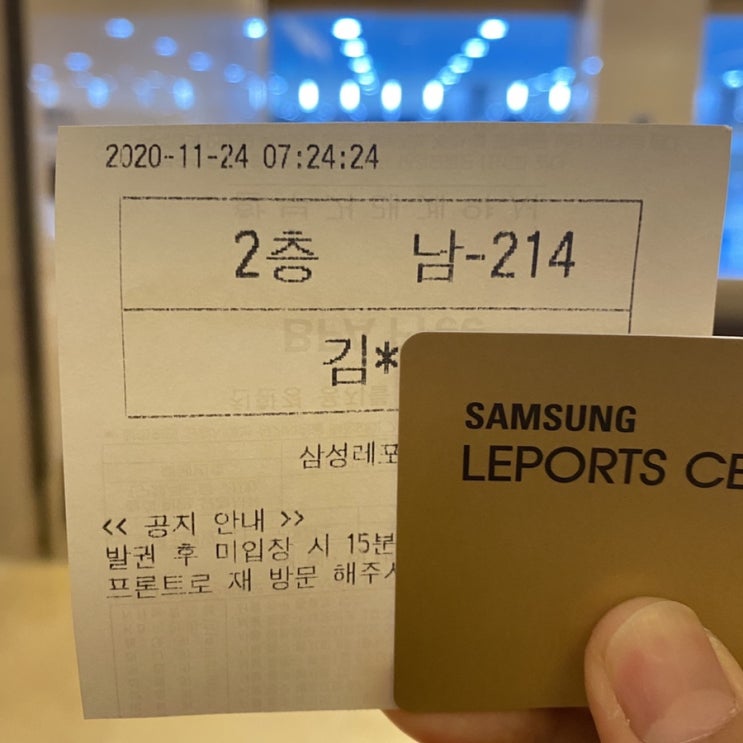 2020-11-24 07:24:24
2층 남-214
김*
삼성레포
<< 공지 안내 >>
발권 후 미입장 시 15분
프론트로 재 방문 해주시
SAMSUNG
LEPORTS CE
BPA Free